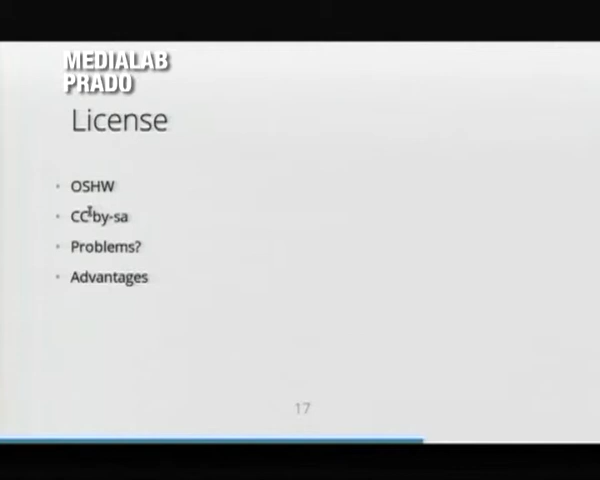 MEDIALAB
PRADO
License
OSHW
CC by-sa
Problems?
Advantages
17